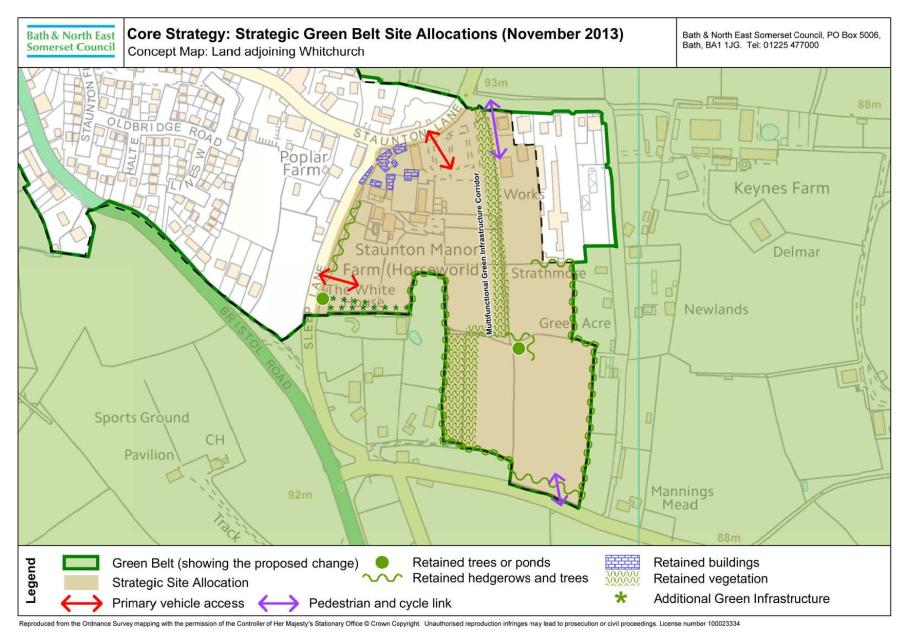 Bath & North East
Somerset Council
Core Strategy: Strategic Green Belt Site Allocations (November 2013)
Concept Map: Land adjoining Whitchurch
Bath & North East Somerset Council, PO Box 5006,
Bath, BA1 1JG. Tel: 01225 477000
93m
88m
OLDBRIDGE ROAD
STAUNTON LANE
Poplar
Farm
Works
Keynes Farm
Multifunctional Green Infrastructure Corridor
Staunton Manor
Farm (Horseworld
Delmar
Strathmore
The White
Newlands
Green Acre
BRISTOL ROAD
Sports Ground
CH
Pavilion
92m
Track
Mannings
Mead
88m
Legend
Green Belt (showing the proposed change)
Strategic Site Allocation
Primary vehicle access
Retained trees or ponds
Retained hedgerows and trees
Pedestrian and cycle link
Retained buildings
Retained vegetation
Additional Green Infrastructure
Reproduced from the Ordnance Survey mapping with the permission of the Controller of Her Majesty's Stationary Office © Crown Copyright. Unauthorised reproduction infringes may lead to prosecution or civil proceedings. License number 100023334